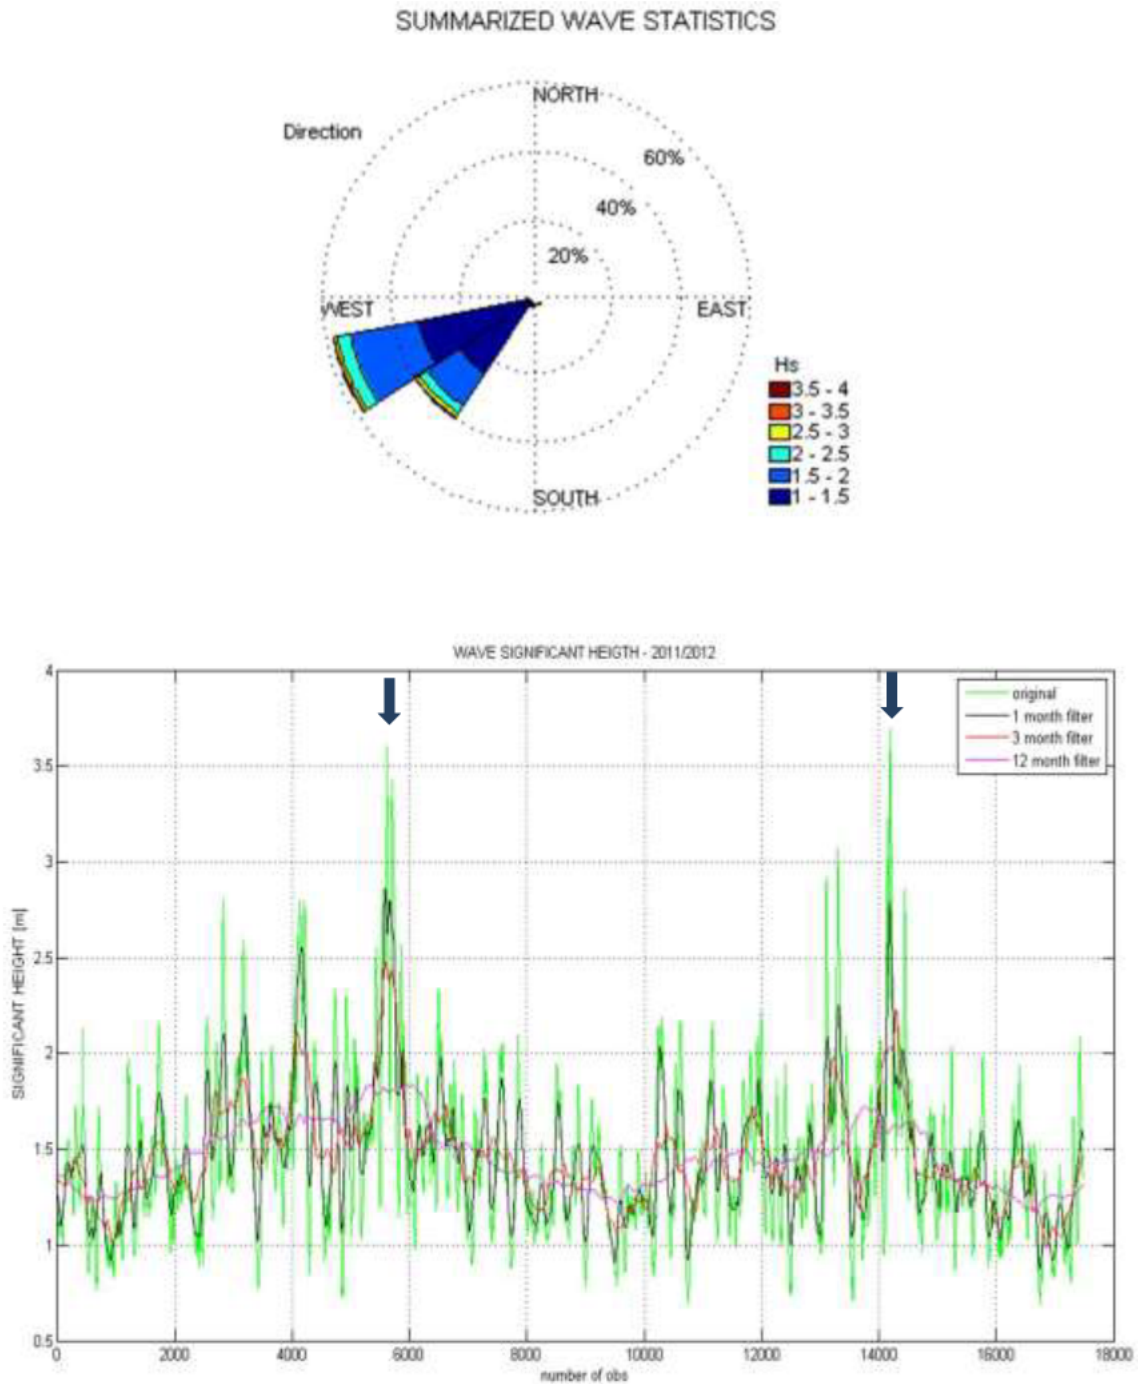 SUMMARIZED WAVE STATISTICS
NORTH
Direction
60%
40%
20%
WEST
EAST
Hs
3.5 - 4
3 - 3.5
2.5 - 3
2 - 2.5
1.5 - 2
1 - 1.5
SOUTH
WAVE SIGNIFICANT HEIGTH - 2011/2012
4
3.5
3
2.5
2
1.5
1
0.5
SIGNIFICANT HEIGHT [m]
original
1 month filter
3 month filter
12 month filter
0
2000
4000
6000
8000
10000
12000
14000
16000
18000
number of obs